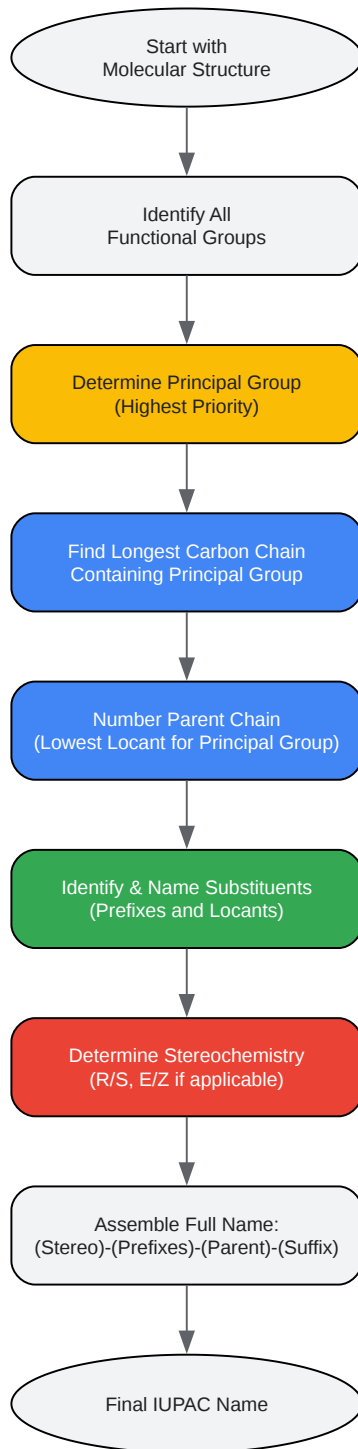 Start with
Molecular Structure
Identify All
Functional Groups
Determine Principal Group
(Highest Priority)
Find Longest Carbon Chain
Containing Principal Group
Number Parent Chain
(Lowest Locant for Principal Group)
Identify & Name Substituents
(Prefixes and Locants)
Determine Stereochemistry
(R/S, E/Z if applicable)
Assemble Full Name:
(Stereo)-(Prefixes)-(Parent)-(Suffix)
Final IUPAC Name